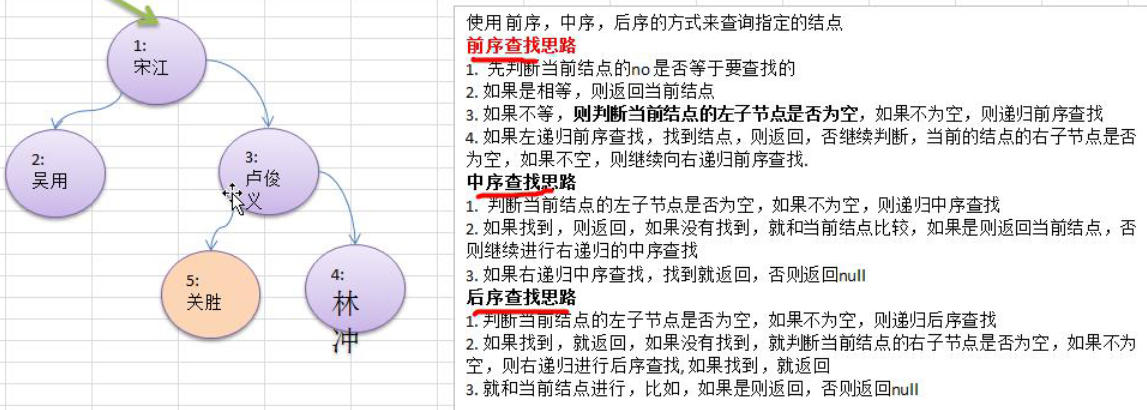 1:
宋江
2:
吴用
3:
卢俊
义
5:
关胜
4:
林
冲
使用前序，中序，后序的方式来查询指定的结点
前序查找思路
1. 先判断当前结点的no是否等于要查找的
2. 如果是相等，则返回当前结点
3. 如果不等，则判断当前结点的左子节点是否为空，如果不为空，则递归前序查找
4. 如果左递归前序查找，找到结点，则返回，否继续判断，当前的结点的右子节点是否
为空，如果不空，则继续向右递归前序查找.
中序查找思路
1. 判断当前结点的左子节点是否为空，如果不为空，则递归中序查找
2. 如果找到，则返回，如果没有找到，就和当前结点比较，如果是则返回当前结点，否
则继续进行右递归的中序查找
3. 如果右递归中序查找，找到就返回，否则返回null
后序查找思路
1. 判断当前结点的左子节点是否为空，如果不为空，则递归后序查找
2. 如果找到，就返回，如果没有找到，就判断当前结点的右子节点是否为空，如果不为
空，则右递归进行后序查找,如果找到，就返回
3. 就和当前结点进行，比如，如果是则返回，否则返回null